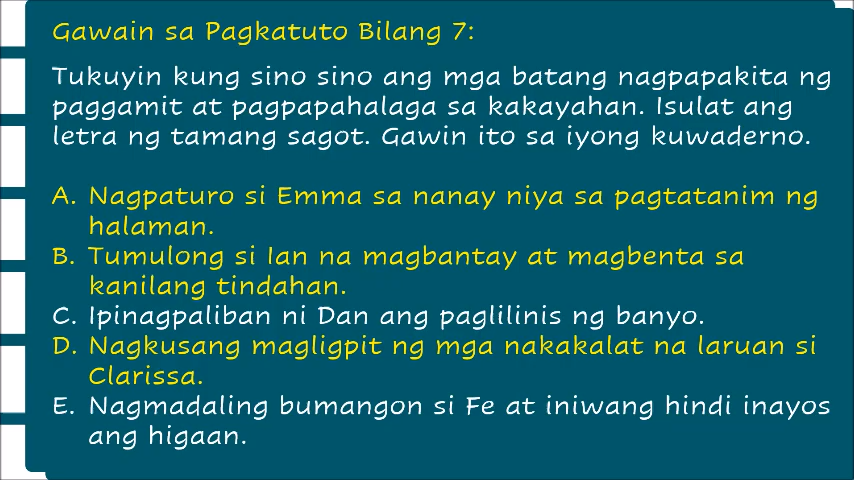 Gawain sa Pagkatuto Bilang 7:
Tukuyin kung sino sino ang mga batang nagpapakita ng
paggamit at pagpapahalaga sa kakayahan. Isulat ang
letra ng tamang sagot. Gawin ito sa iyong kuwaderno.
A. Nagpaturo si Emma sa nanay niya sa pagtatanim ng
halaman.
B. Tumulong si Ian na magbantay at magbenta sa
kanilang tindahan.
C. Ipinagpaliban ni Dan ang paglilinis ng banyo.
D. Nagkusang magligpit ng mga nakakalat na laruan si
Clarissa.
E. Nagmadaling bumangon si Fe at iniwang hindi inayos
ang higaan.